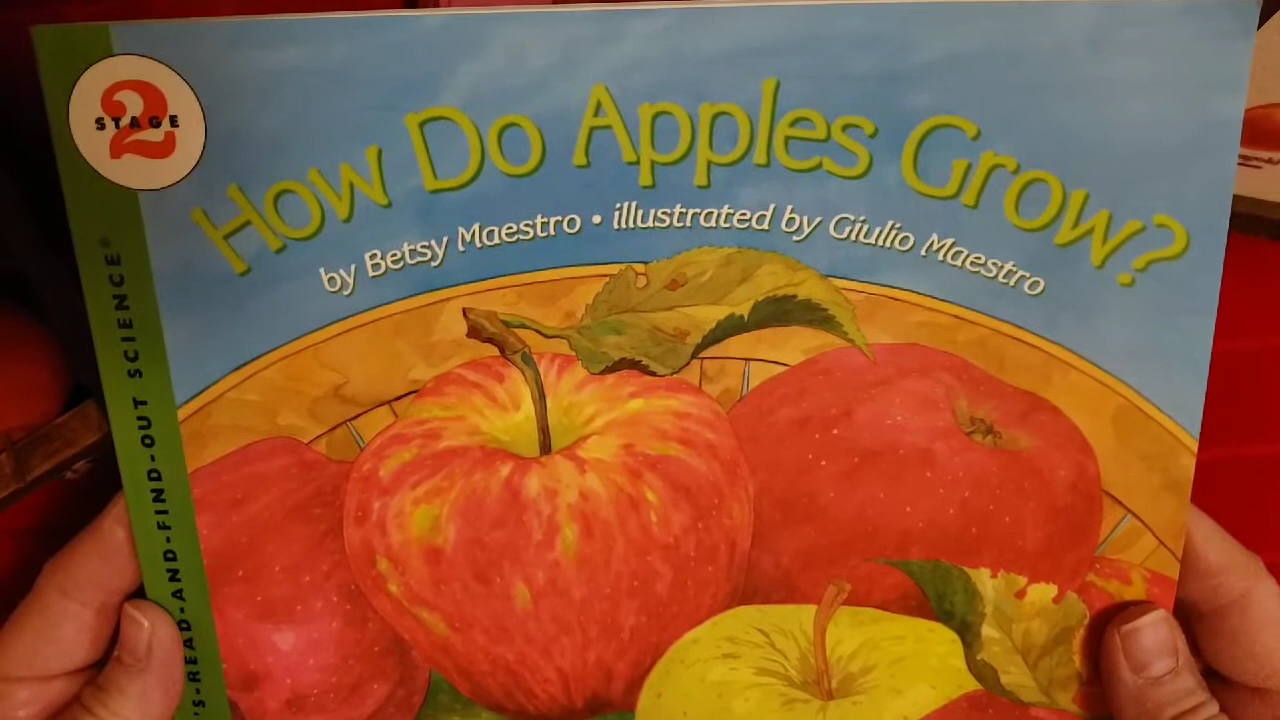 STAGE 2
How Do Apples Grow?
by Betsy Maestro • illustrated by Giulio Maestro
'S-READ-AND-FIND-OUT SCIENCE®